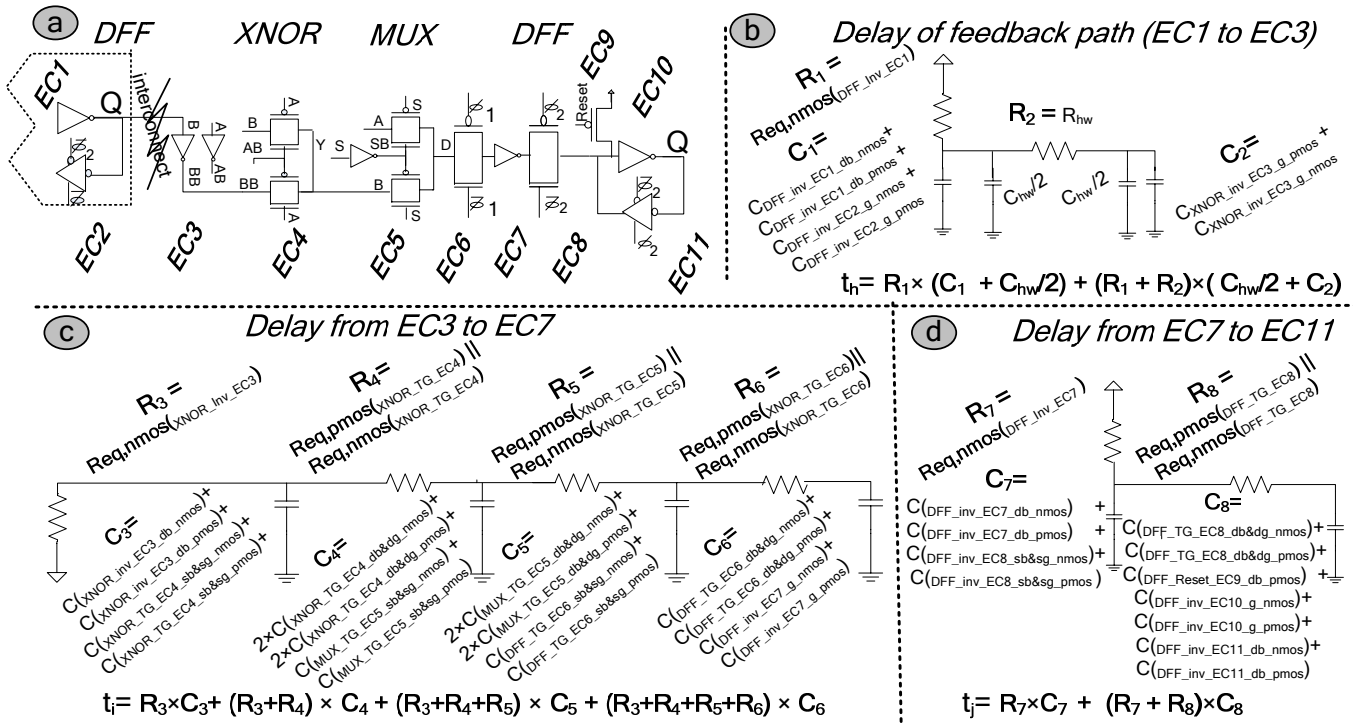 a
DFF XNOR MUX DFF
EC1
Q
interconnect
2
2
EC2
B
A
BB
AB
EC3
A
B
AB
Y
BB
A
EC4
S
A
S
SB
B
S
D
EC5
1
1
EC6
EC7
2
2
EC8
Reset
EC9
EC10
Q
2
2
EC11
b
Delay of feedback path (EC1 to EC3)
R1 =
Req,nmos(DFF_Inv_EC1)
C1=
CDFF_inv_EC1_db_nmos+
CDFF_inv_EC1_db_pmos +
CDFF_inv_EC2_g_nmos +
CDFF_inv_EC2_g_pmos
R2 = Rhw
Chw/2
Chw/2
C2=
CXNOR_inv_EC3_g_pmos +
CXNOR_inv_EC3_g_nmos
th= R1× (C1 + Chw/2) + (R1 + R2)×( Chw/2 + C2)
c
Delay from EC3 to EC7
R3 =
Req,nmos(XNOR_Inv_EC3)
R4=
Req,pmos(XNOR_TG_EC4) ||
Req,nmos(XNOR_TG_EC4)
R5 =
Req,pmos(XNOR_TG_EC5) ||
Req,nmos(XNOR_TG_EC5)
R6 =
Req,pmos(XNOR_TG_EC6)||
Req,nmos(XNOR_TG_EC6)
C3=
C(XNOR_inv_EC3_db_nmos)+
C(XNOR_inv_EC3_db_pmos)+
C(XNOR_TG_EC4_sb&sg_nmos)+
C(XNOR_TG_EC4_sb&sg_pmos)+
C4=
2×C(XNOR_TG_EC4_db&dg_nmos)+
2×C(XNOR_TG_EC4_db&dg_pmos)+
C(MUX_TG_EC5_sb&sg_nmos)+
C(MUX_TG_EC5_sb&sg_pmos)
C5=
2×C(MUX_TG_EC5_db&dg_nmos)+
2×C(MUX_TG_EC5_db&dg_pmos)+
C(DFF_TG_EC6_sb&sg_nmos)+
C(DFF_TG_EC6_sb&sg_pmos)
C6=
C(DFF_TG_EC6_db&dg_nmos)+
C(DFF_TG_EC6_db&dg_pmos)+
C(DFF_inv_EC7_g_nmos)+
C(DFF_inv_EC7_g_pmos)
ti= R3×C3+ (R3+R4) × C4 + (R3+R4+R5) × C5 + (R3+R4+R5+R6) × C6
d
Delay from EC7 to EC11
R7 =
Req,nmos(DFF_Inv_EC7)
R8 =
Req,pmos(DFF_TG_EC8) ||
Req,nmos(DFF_TG_EC8)
C7=
C(DFF_inv_EC7_db_nmos) +
C(DFF_inv_EC7_db_pmos) +
C(DFF_inv_EC8_sb&sg_nmos)+
C(DFF_inv_EC8_sb&sg_pmos)
C8=
C(DFF_TG_EC8_db&dg_nmos)+
C(DFF_TG_EC8_db&dg_pmos)+
C(DFF_Reset_EC9_db_pmos) +
C(DFF_inv_EC10_g_nmos)+
C(DFF_inv_EC10_g_pmos)+
C(DFF_inv_EC11_db_nmos)+
C(DFF_inv_EC11_db_pmos)
tj= R7×C7 + (R7 + R8)×C8